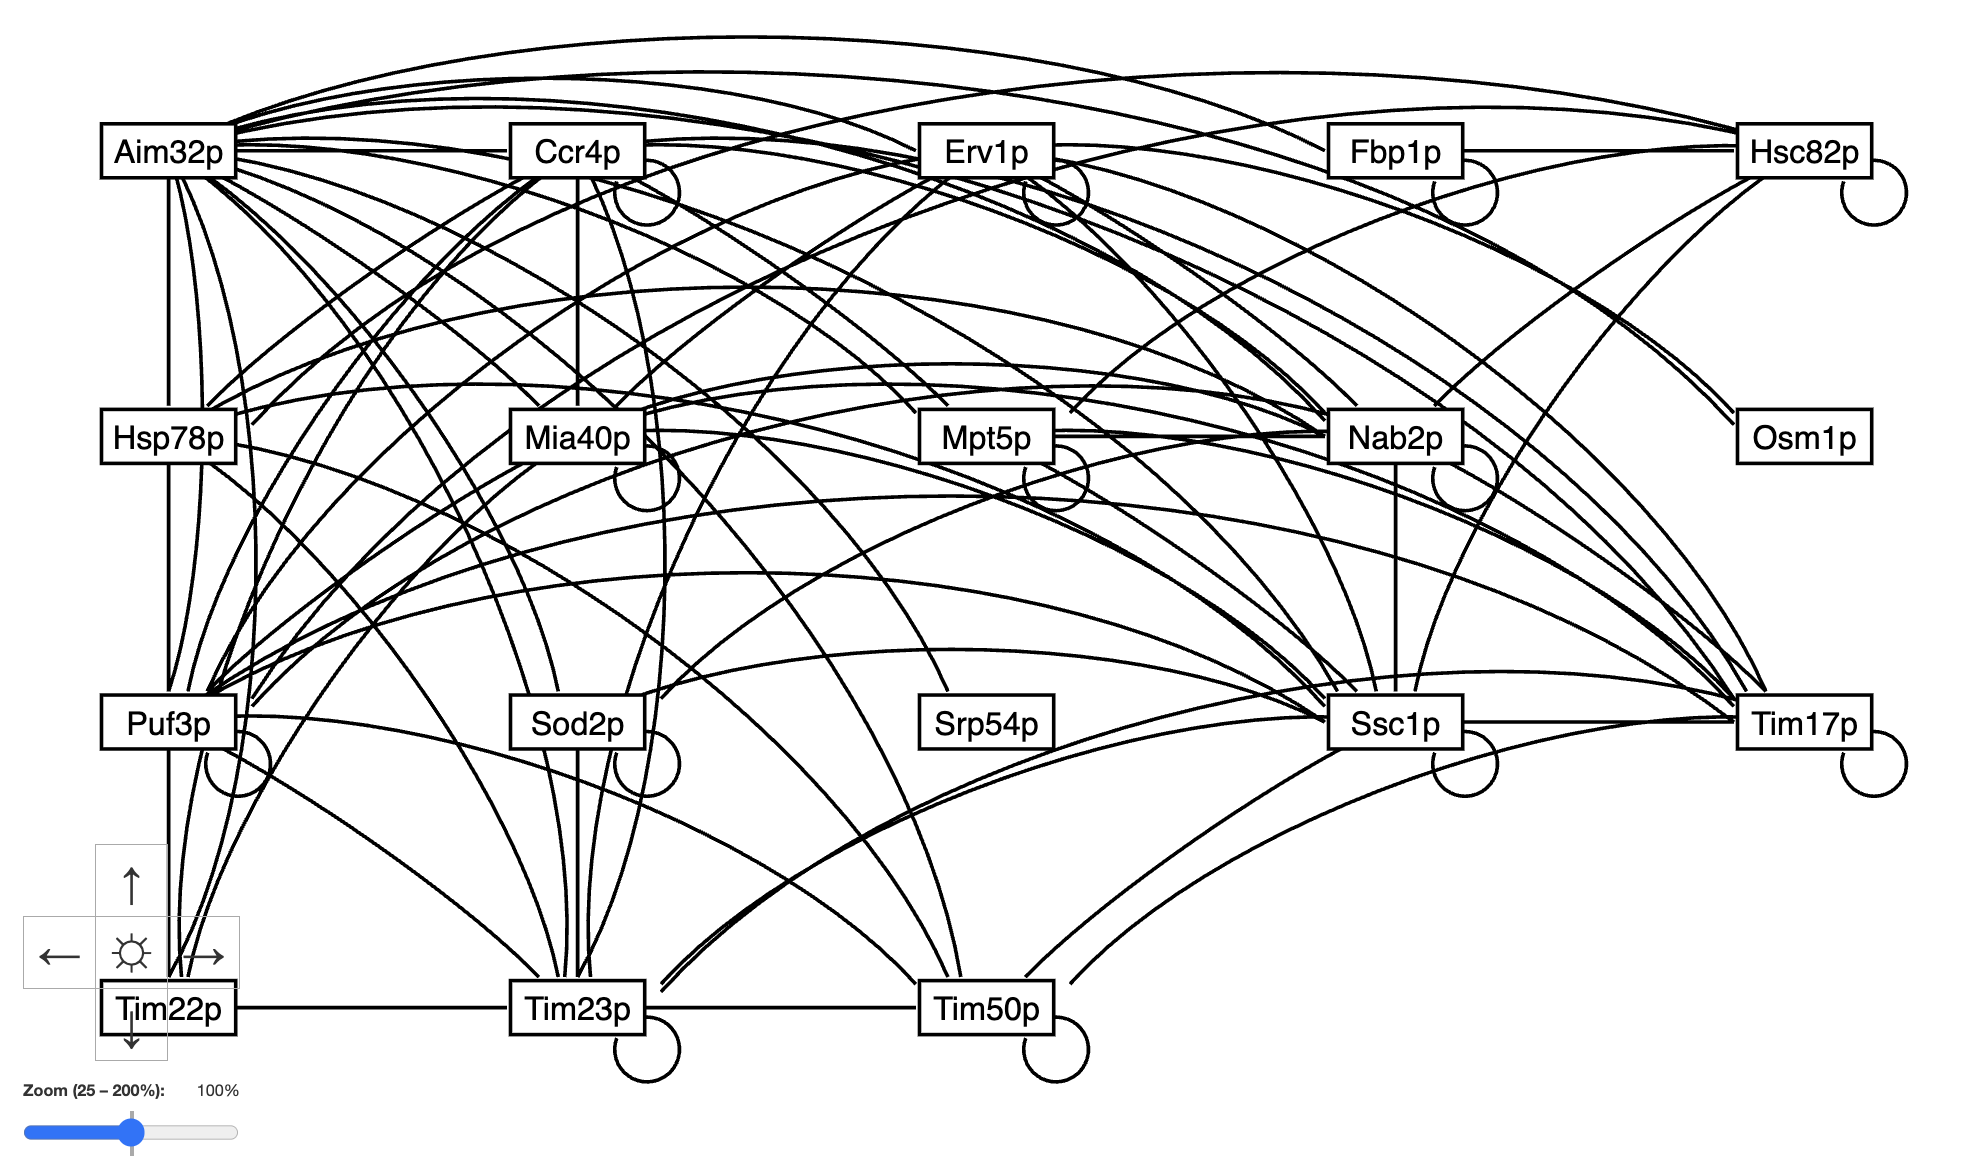 Aim32p Ccr4p Erv1p Fbp1p Hsc82p
Hsp78p Mia40p Mpt5p Nab2p Osm1p
Puf3p Sod2p Srp54p Ssc1p Tim17p
Tim22p Tim23p Tim50p
Zoom (25 – 200%): 100%